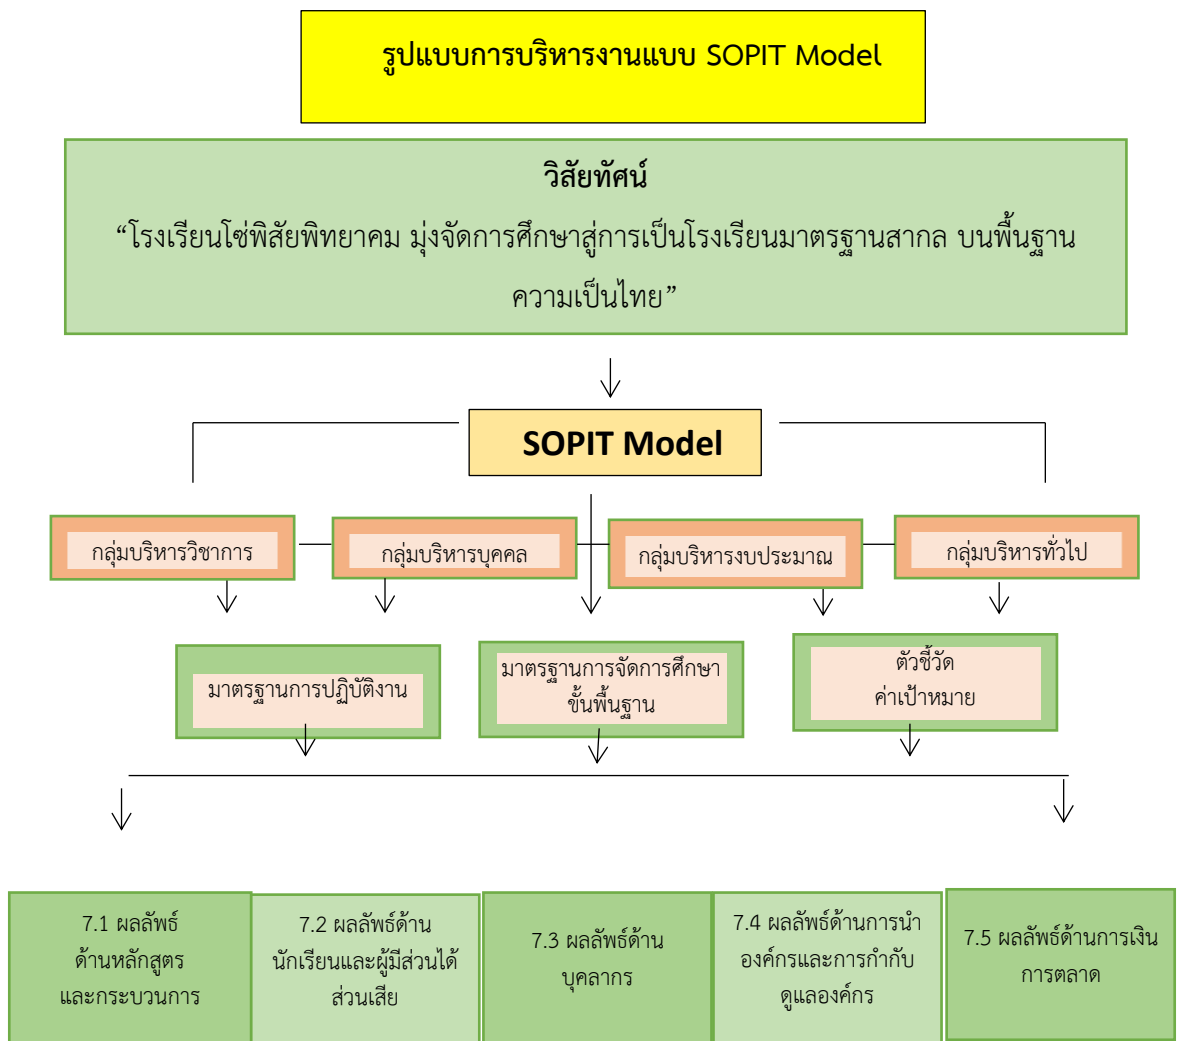 รูปแบบการบริหารงานแบบ SOPIT Model
วิสัยทัศน์
“โรงเรียนโซ่พิสัยพิทยาคม มุ่งจัดการศึกษาสู่การเป็นโรงเรียนมาตรฐานสากล บนพื้นฐาน
ความเป็นไทย”
SOPIT Model
กลุ่มบริหารวิชาการ
กลุ่มบริหารบุคคล
กลุ่มบริหารงบประมาณ
กลุ่มบริหารทั่วไป
มาตรฐานการปฏิบัติงาน
มาตรฐานการจัดการศึกษา
ขั้นพื้นฐาน
ตัวชี้วัด
ค่าเป้าหมาย
7.1 ผลลัพธ์
ด้านหลักสูตร
และกระบวนการ
7.2 ผลลัพธ์ด้าน
นักเรียนและผู้มีส่วนได้
ส่วนเสีย
7.3 ผลลัพธ์ด้าน
บุคลากร
7.4 ผลลัพธ์ด้านการนำ
องค์กรและการกำกับ
ดูแลองค์กร
7.5 ผลลัพธ์ด้านการเงิน
การตลาด